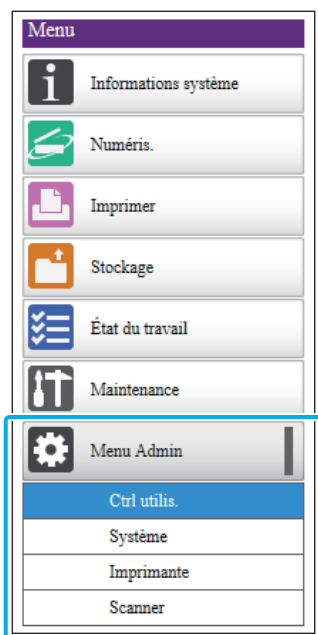 Menu
Informations système
Numéris.
Imprimer
Stockage
État du travail
Maintenance
Menu Admin
Ctrl utilis.
Système
Imprimante
Scanner